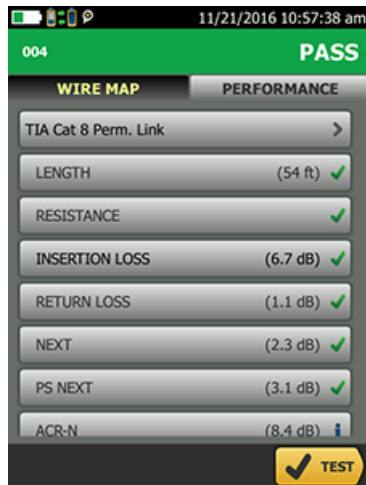 11/21/2016 10:57:38 am
004
PASS
WIRE MAP
PERFORMANCE
TIA Cat 8 Perm. Link
LENGTH (54 ft)
RESISTANCE
INSERTION LOSS (6.7 dB)
RETURN LOSS (1.1 dB)
NEXT (2.3 dB)
PS NEXT (3.1 dB)
ACR-N (8.4 dB) i
TEST